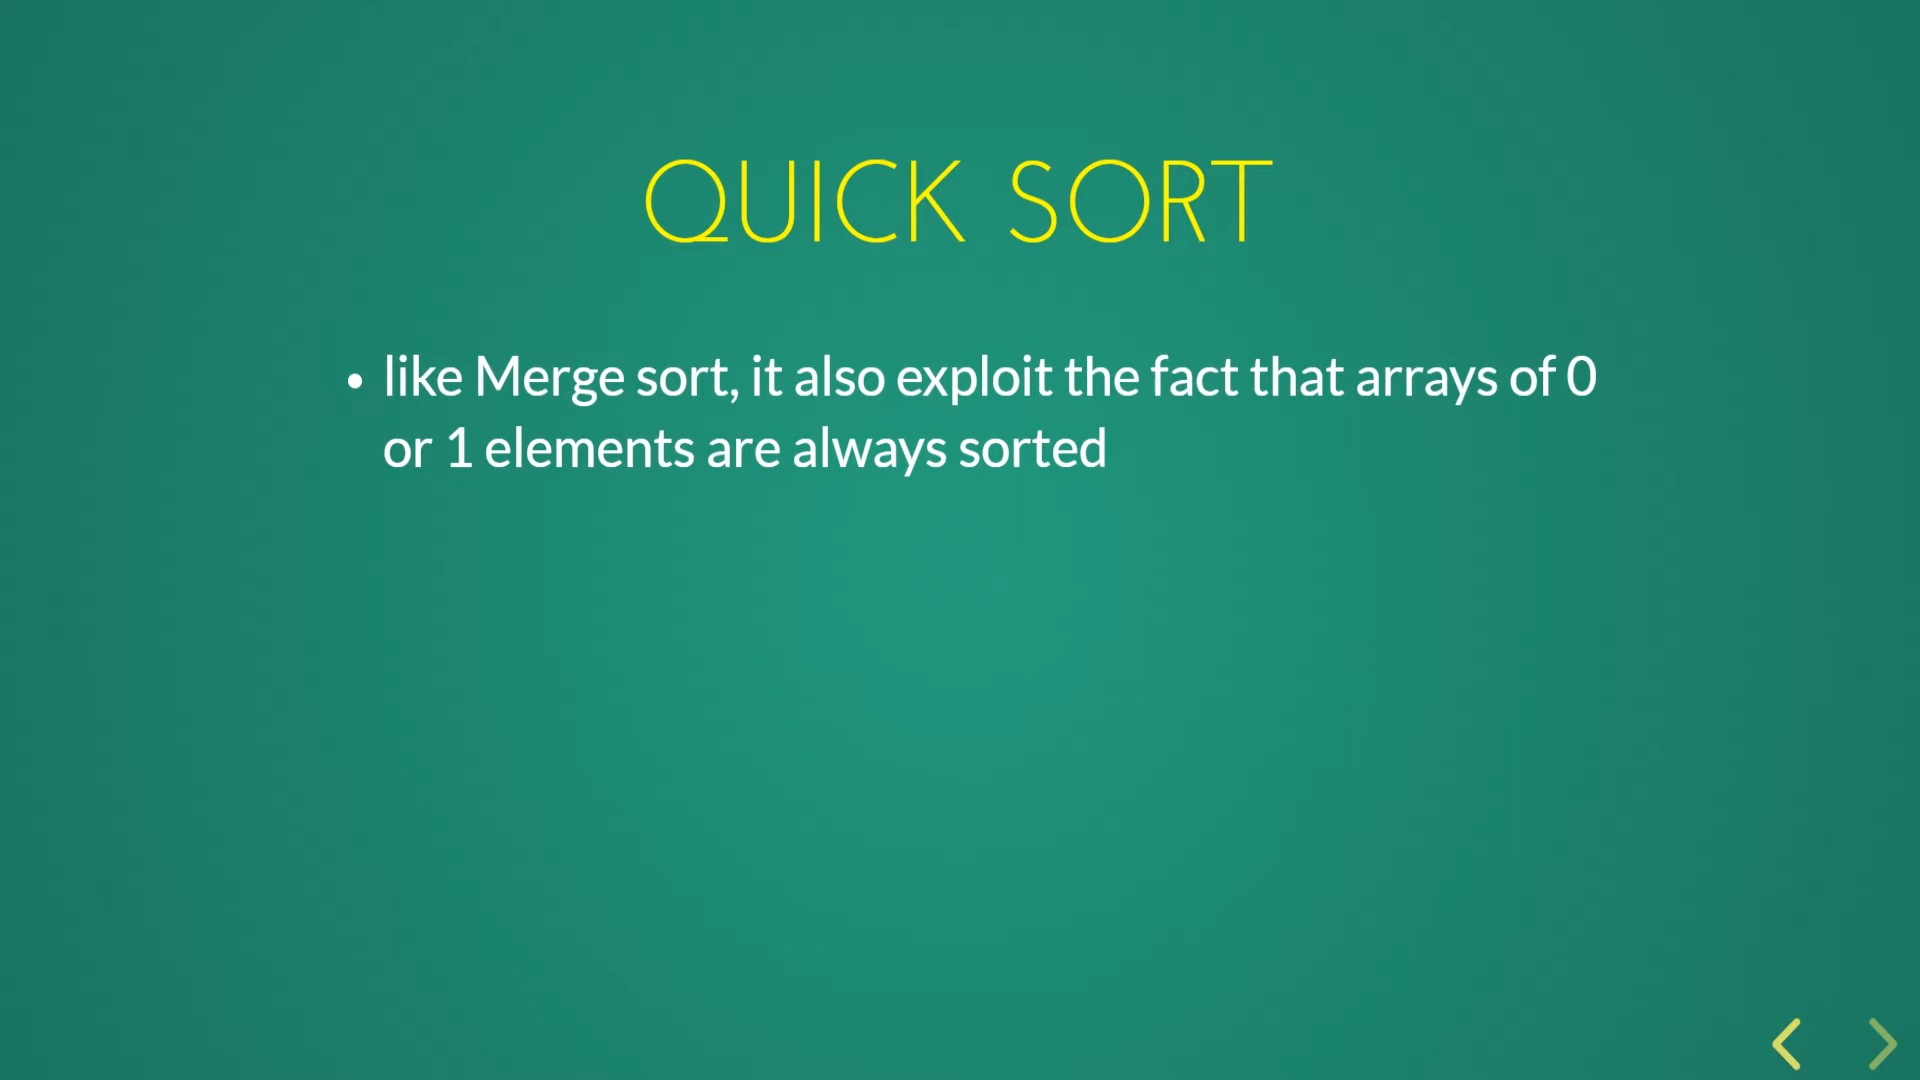 QUICK SORT
• like Merge sort, it also exploit the fact that arrays of 0
or 1 elements are always sorted